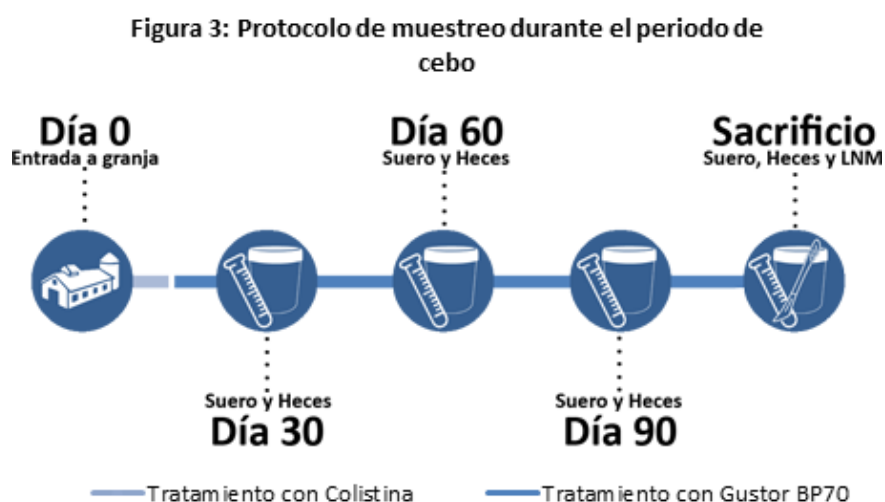 Figura 3: Protocolo de muestreo durante el periodo de
cebo
Día 0
Entrada a granja
Día 60
Suero y Heces
Sacrificio
Suero, Heces y LNM
Suero y Heces
Día 30
Suero y Heces
Día 90
Tratamiento con Colistina
Tratamiento con Gustor BP70